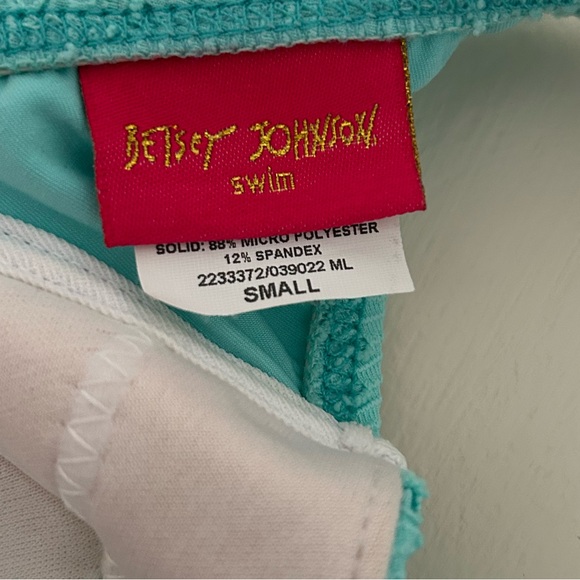 BETSEY JOHNSON
swim
SOLID: 88% MICRO POLYESTER
12% SPANDEX
2233372/039022 ML
SMALL